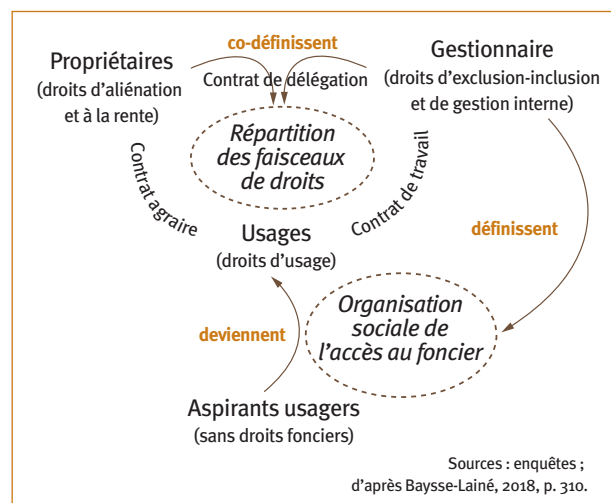 co-définissent
Propriétaires
(droits d'aliénation
et à la rente)
Gestionnaire
(droits d'exclusion-inclusion
et de gestion interne)
Contrat de délégation
Répartition
des faisceaux
de droits
Contrat agraire
Contrat de travail
Usages
(droits d'usage)
définissent
Organisation
sociale de
l'accès au foncier
deviennent
Aspirants usagers
(sans droits fonciers)
Sources : enquêtes ;
d'après Baysse-Lainé, 2018, p. 310.